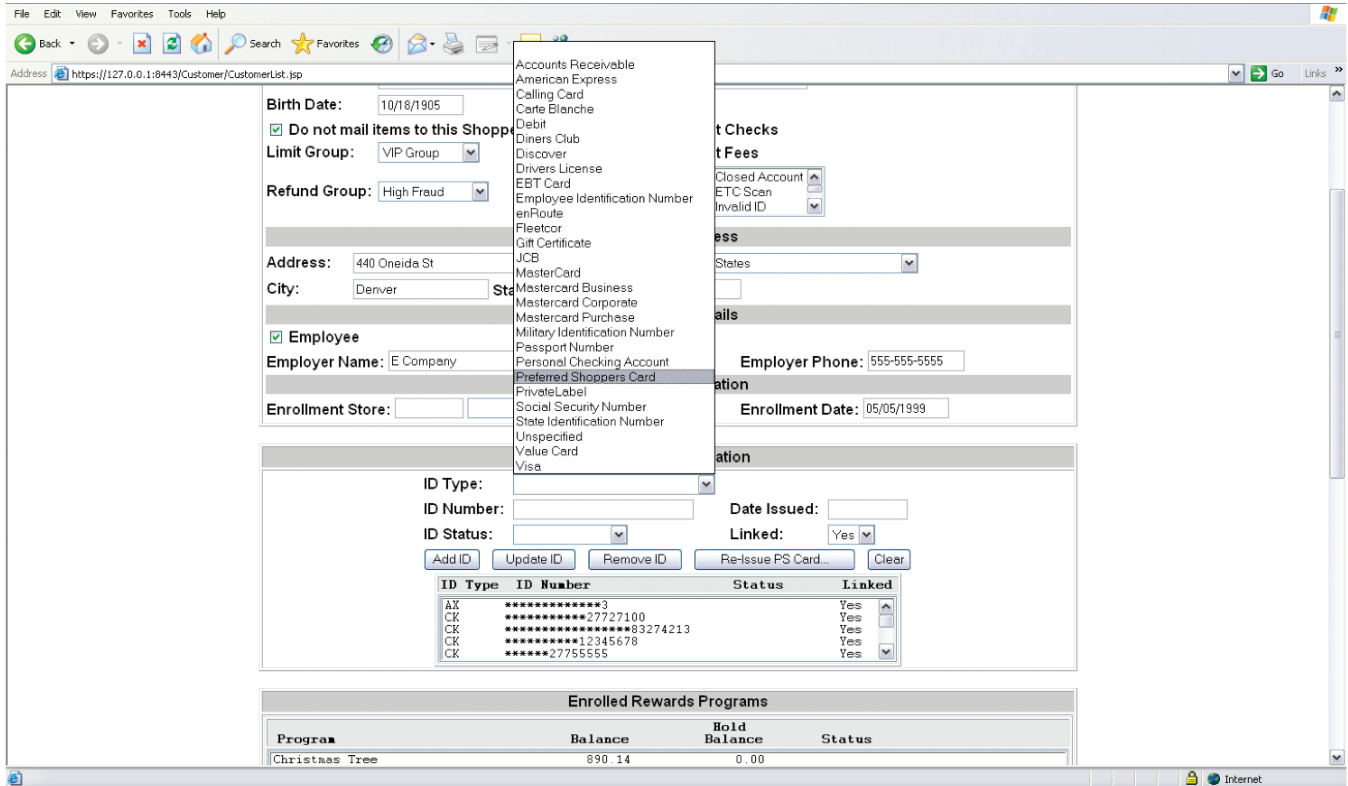 File Edit View Favorites Tools Help
Back Search Favorites
Address https://127.0.0.1:8443/Customer/CustomerList.jsp Go Links »
Accounts Receivable
American Express
Calling Card
Carte Blanche
Debit
Diners Club
Discover
Drivers License
EBT Card
Employee Identification Number
enRoute
Fleetcor
Gift Certificate
JCB
MasterCard
Mastercard Business
Mastercard Corporate
Mastercard Purchase
Military Identification Number
Passport Number
Personal Checking Account
Preferred Shoppers Card
PrivateLabel
Social Security Number
State Identification Number
Unspecified
Value Card
Visa
Birth Date: 10/18/1905
Do not mail items to this Shoppe t Checks
Limit Group: VIP Group t Fees
Refund Group: High Fraud
Closed Account
ETC Scan
Invalid ID
ess
Address: 440 Oneida St States
City: Denver Sta
ails
Employee
Employer Name: E Company Employer Phone: 555-555-5555
ation
Enrollment Store: Enrollment Date: 05/05/1999
ation
ID Type:
ID Number: Date Issued:
ID Status: Linked: Yes
Add ID Update ID Remove ID Re-Issue PS Card... Clear
ID Type ID Number Status Linked
AX *************3 Yes
CK ***********27727100 Yes
CK *****************83274213 Yes
CK **********12345678 Yes
CK ******27755555 Yes
Enrolled Rewards Programs
Program Balance Hold Balance Status
Christmas Tree 890.14 0.00
Internet